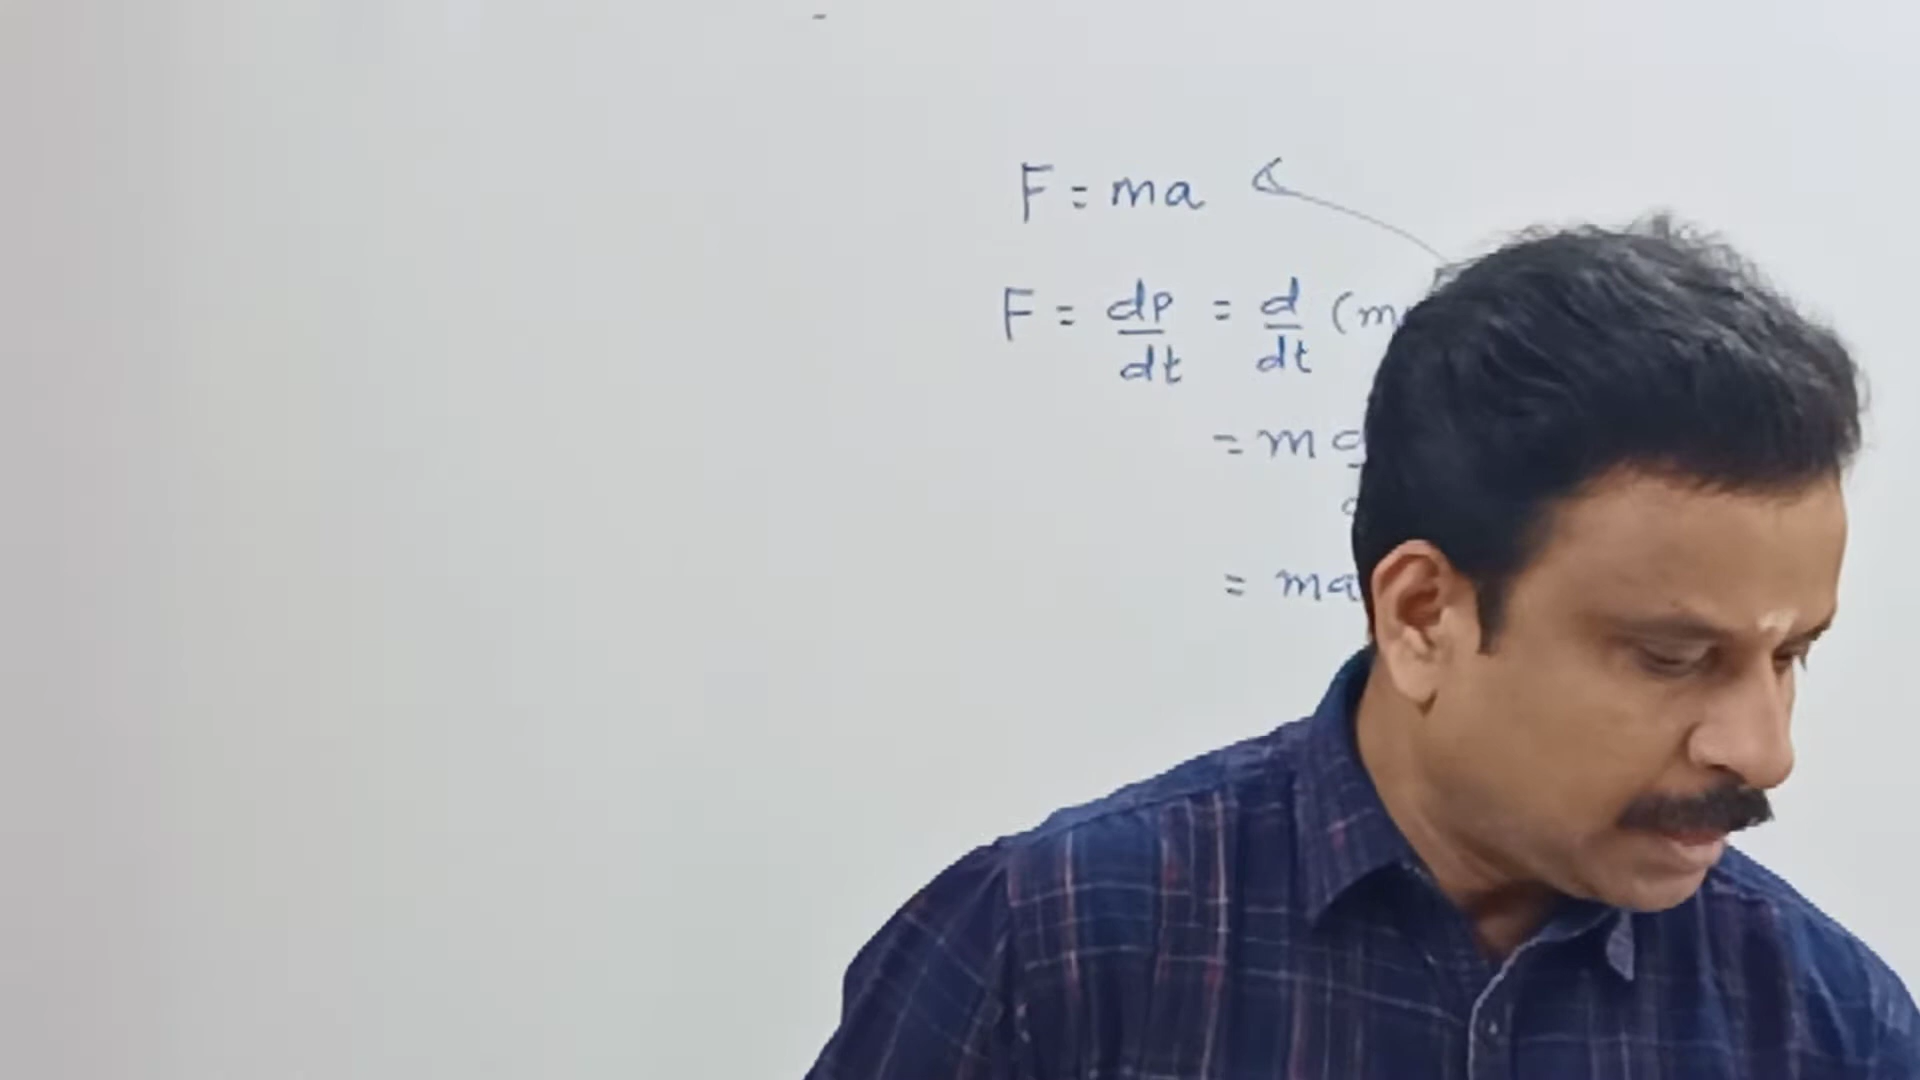 F = ma
F = dp/dt = d/dt (m
= m
= ma